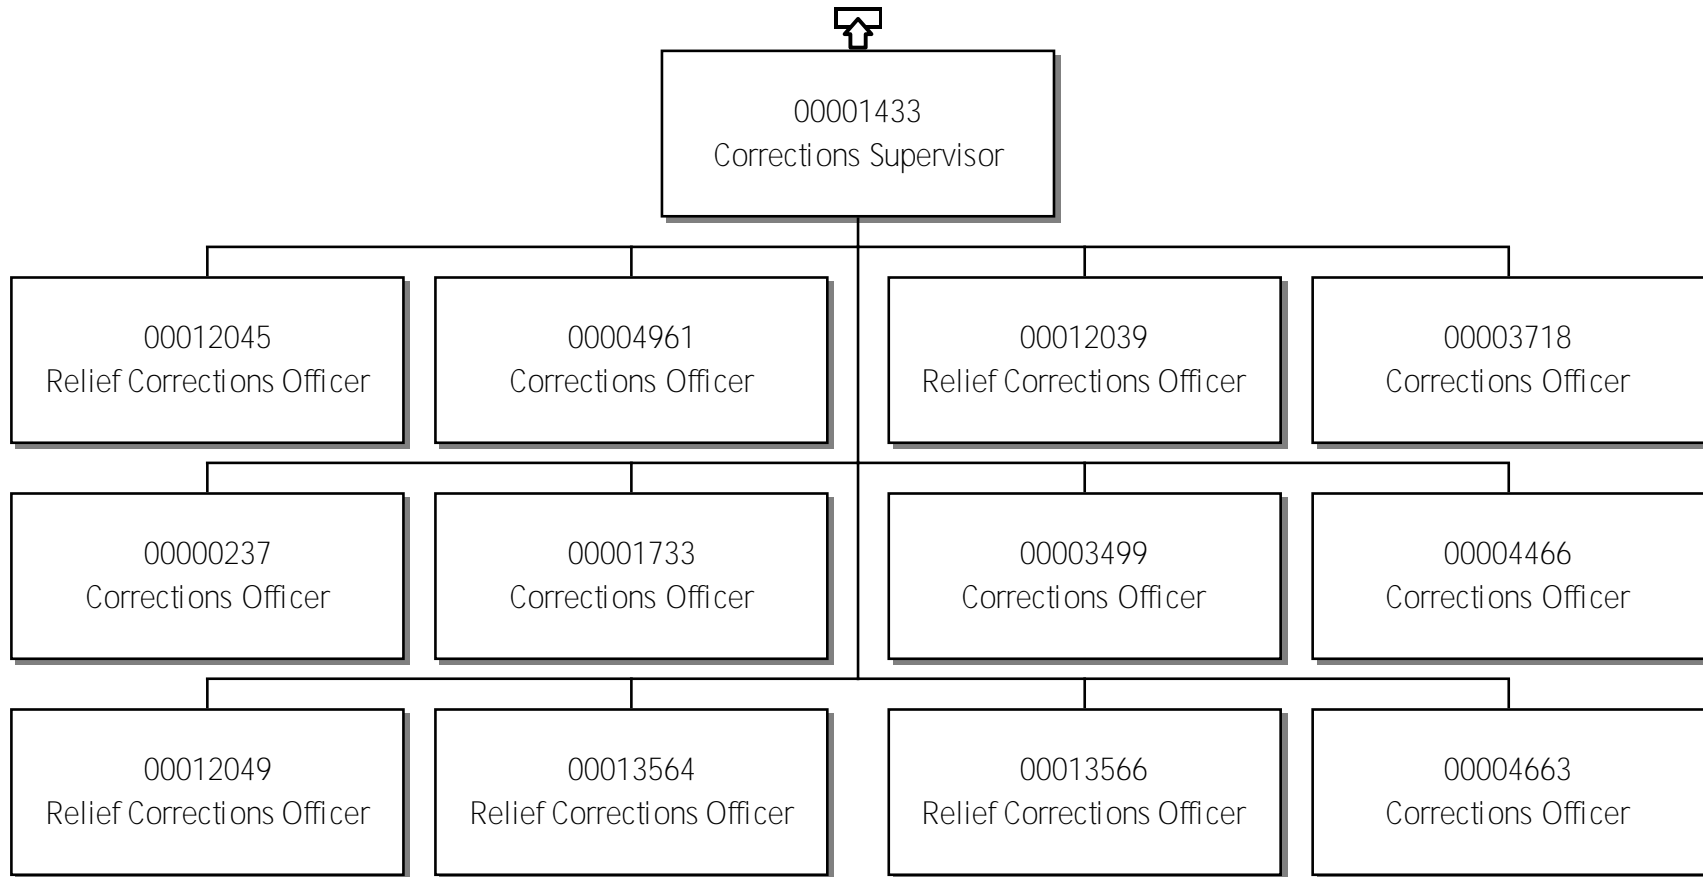 00001433
Corrections Supervisor
00012045
Relief Corrections Officer
00004961
Corrections Officer
00012039
Relief Corrections Officer
00003718
Corrections Officer
00000237
Corrections Officer
00001733
Corrections Officer
00003499
Corrections Officer
00004466
Corrections Officer
00012049
Relief Corrections Officer
00013564
Relief Corrections Officer
00013566
Relief Corrections Officer
00004663
Corrections Officer